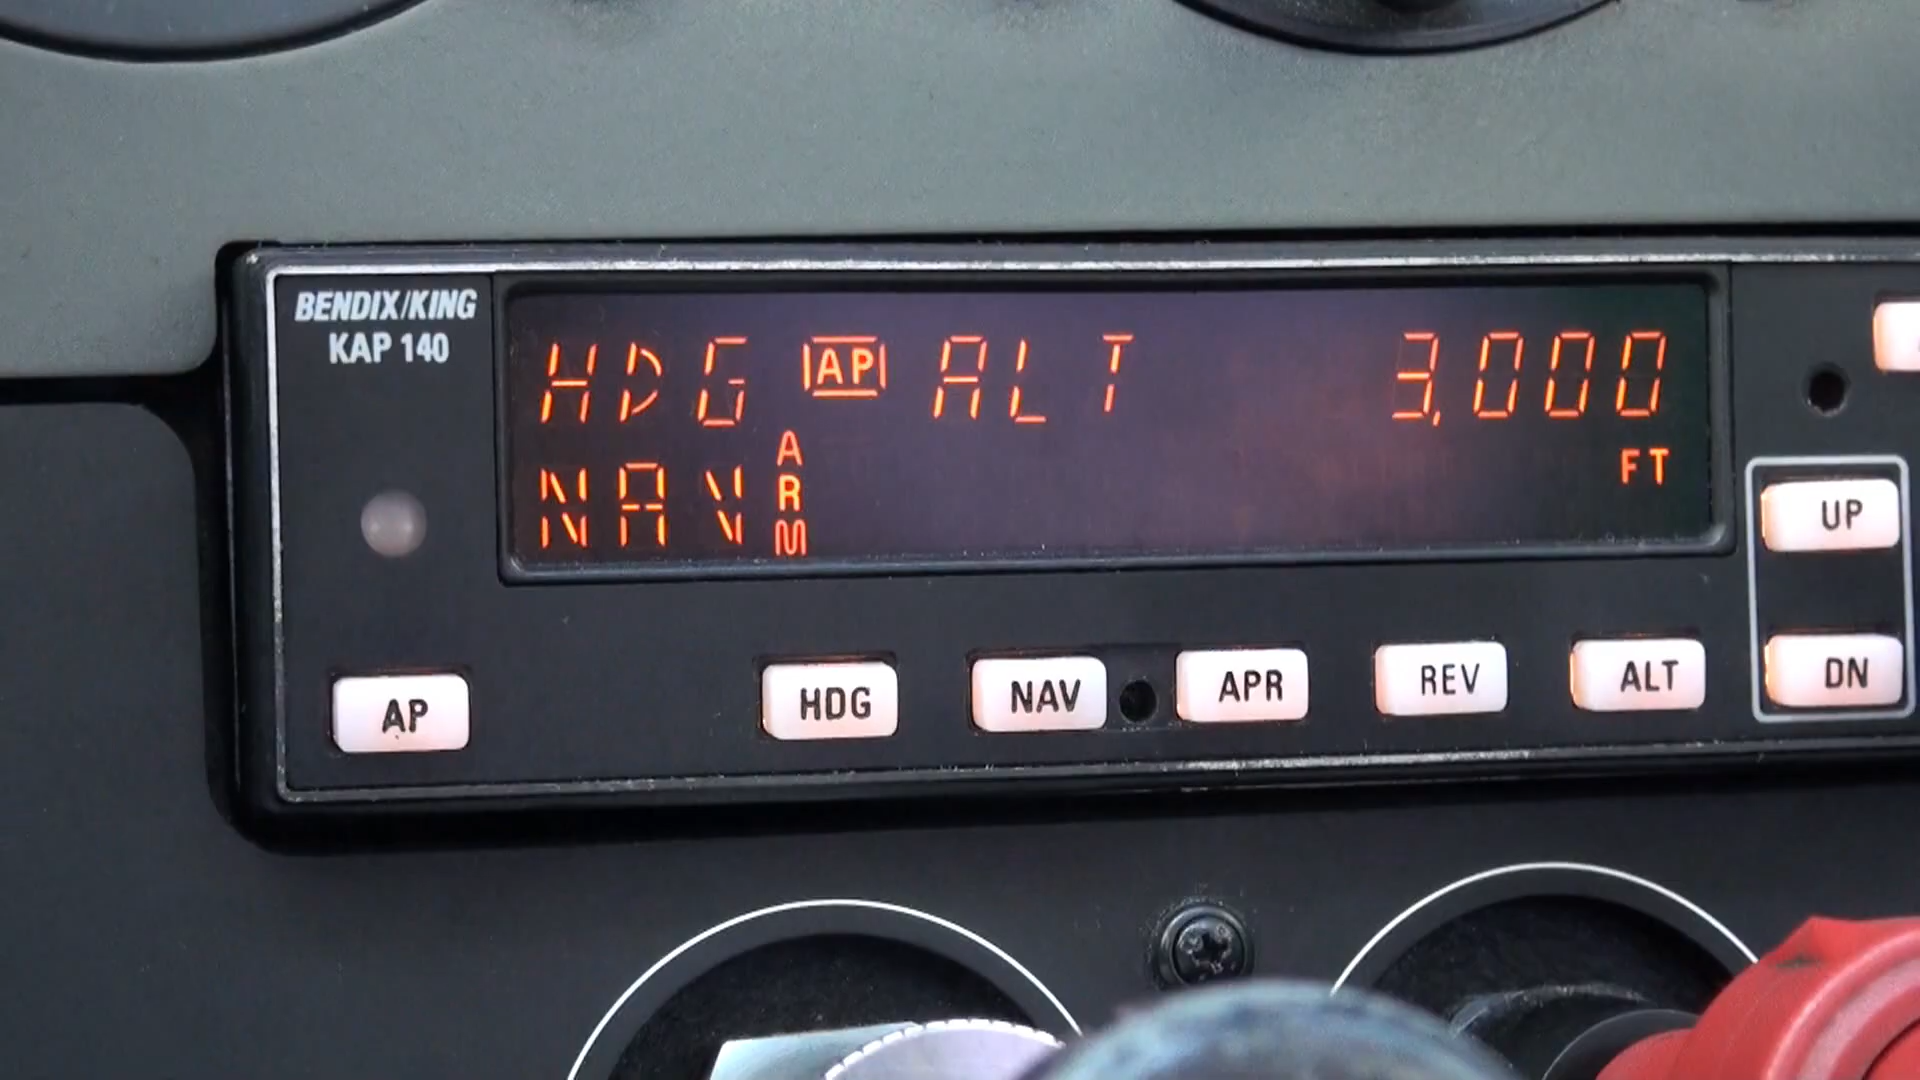 BENDIX/KING
KAP 140
HDG AP ALT 3,000
FT
NAV ARM
UP
DN
AP HDG NAV APR REV ALT